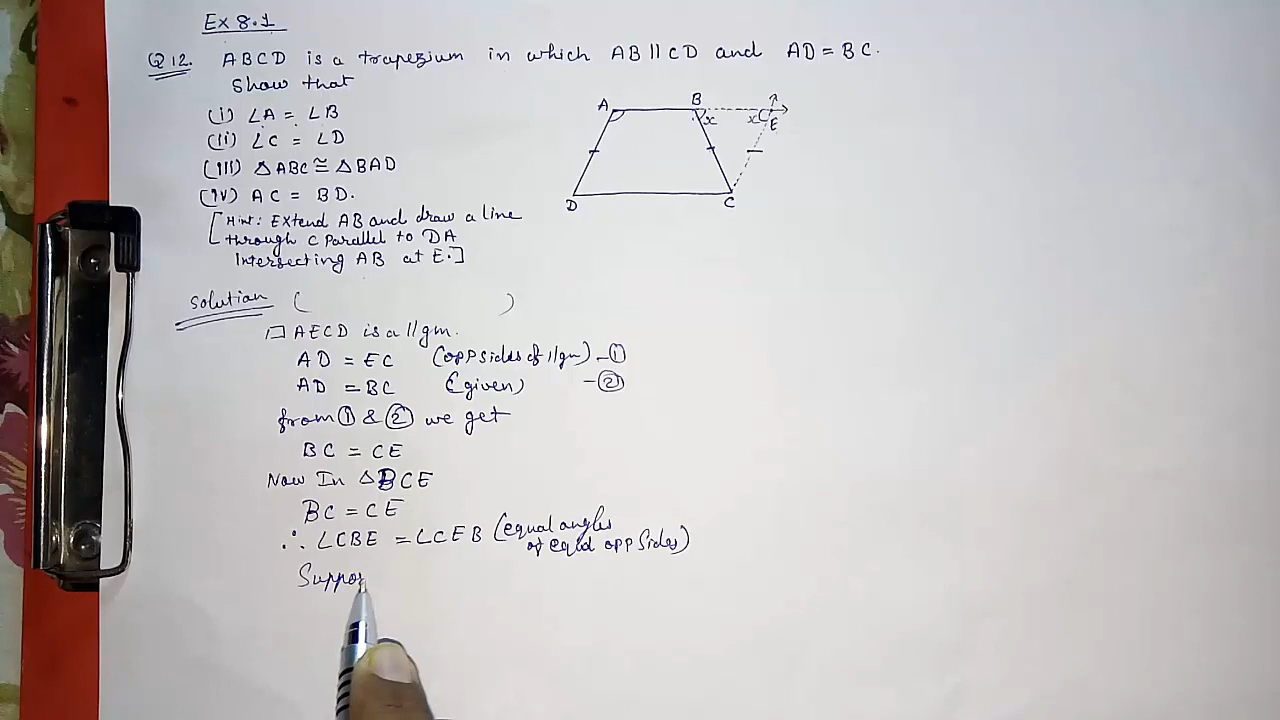 Ex 8.1
Q12. ABCD is a trapezium in which AB || CD and AD = BC.
Show that
(i) ∠A = ∠B
(ii) ∠C = ∠D
(iii) △ABC ≅ △BAD
(iv) AC = BD.
[Hint: Extend AB and draw a line
through C parallel to DA
Intersecting AB at E.]
A B x x E
D C
Solution ( )
▱ AECD is a ||gm.
AD = EC (opp sides of ||gm) -①
AD = BC (given) -②
from ① & ② we get
BC = CE
Now In △BCE
BC = CE
∴ ∠CBE = ∠CEB (equal angles
of equal opp sides)
Suppo